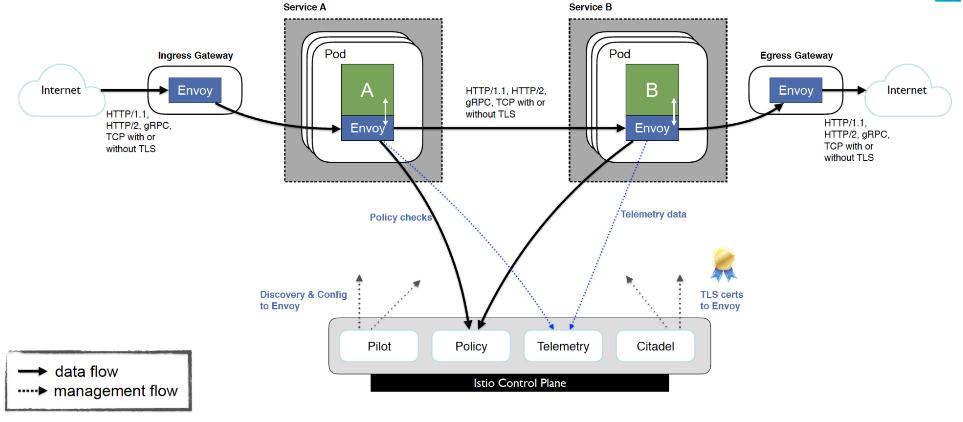 Service A
Service B
Ingress Gateway
Egress Gateway
Pod
Pod
Internet
Envoy
A
Envoy
HTTP/1.1, HTTP/2,
gRPC, TCP with or
without TLS
B
Envoy
Envoy
Internet
HTTP/1.1,
HTTP/2, gRPC,
TCP with or
without TLS
HTTP/1.1,
HTTP/2, gRPC,
TCP with or
without TLS
Policy checks
Telemetry data
Discovery & Config
to Envoy
TLS certs
to Envoy
Pilot
Policy
Telemetry
Citadel
Istio Control Plane
data flow
management flow